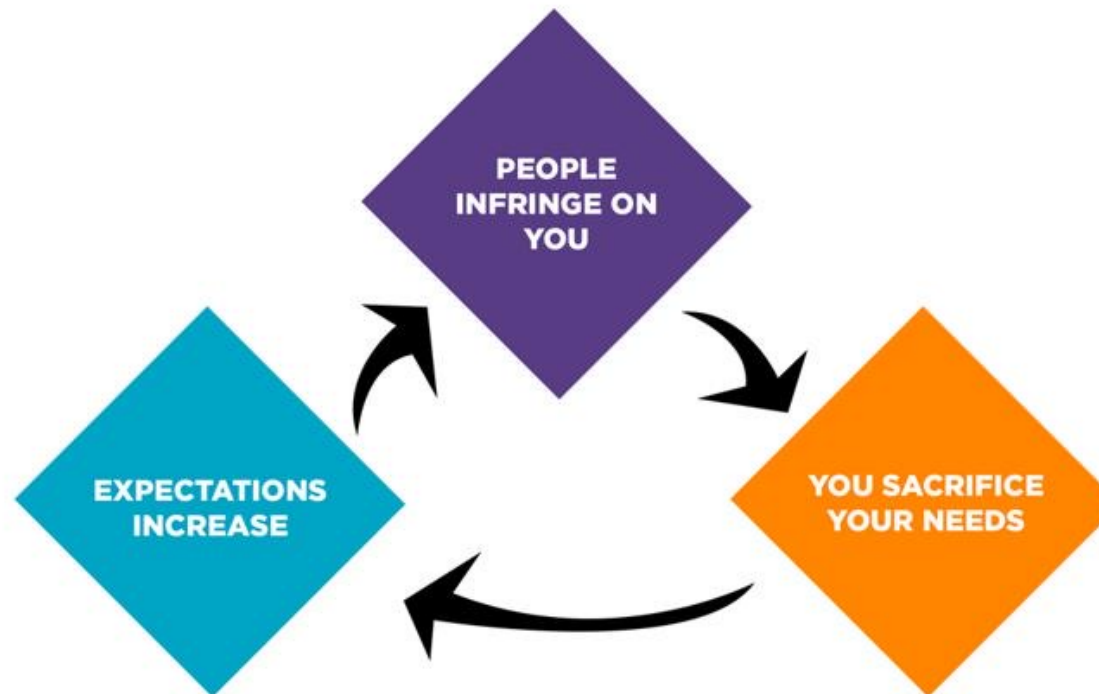 PEOPLE
INFRINGE ON
YOU
YOU SACRIFICE
YOUR NEEDS
EXPECTATIONS
INCREASE